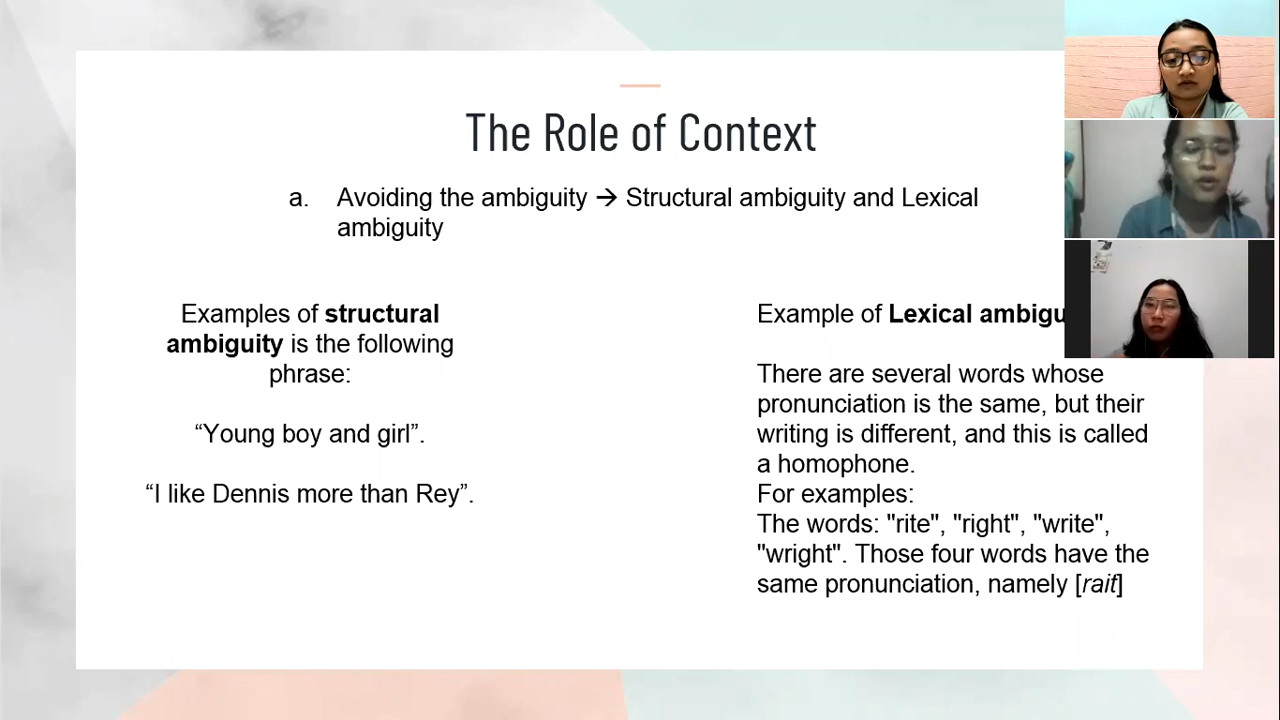 The Role of Context
a. Avoiding the ambiguity → Structural ambiguity and Lexical
ambiguity
Examples of structural
ambiguity is the following
phrase:
“Young boy and girl”.
“I like Dennis more than Rey”.
Example of Lexical
There are several words whose
pronunciation is the same, but their
writing is different, and this is called
a homophone.
For examples:
The words: "rite", "right", "write",
"wright". Those four words have the
same pronunciation, namely [rait]